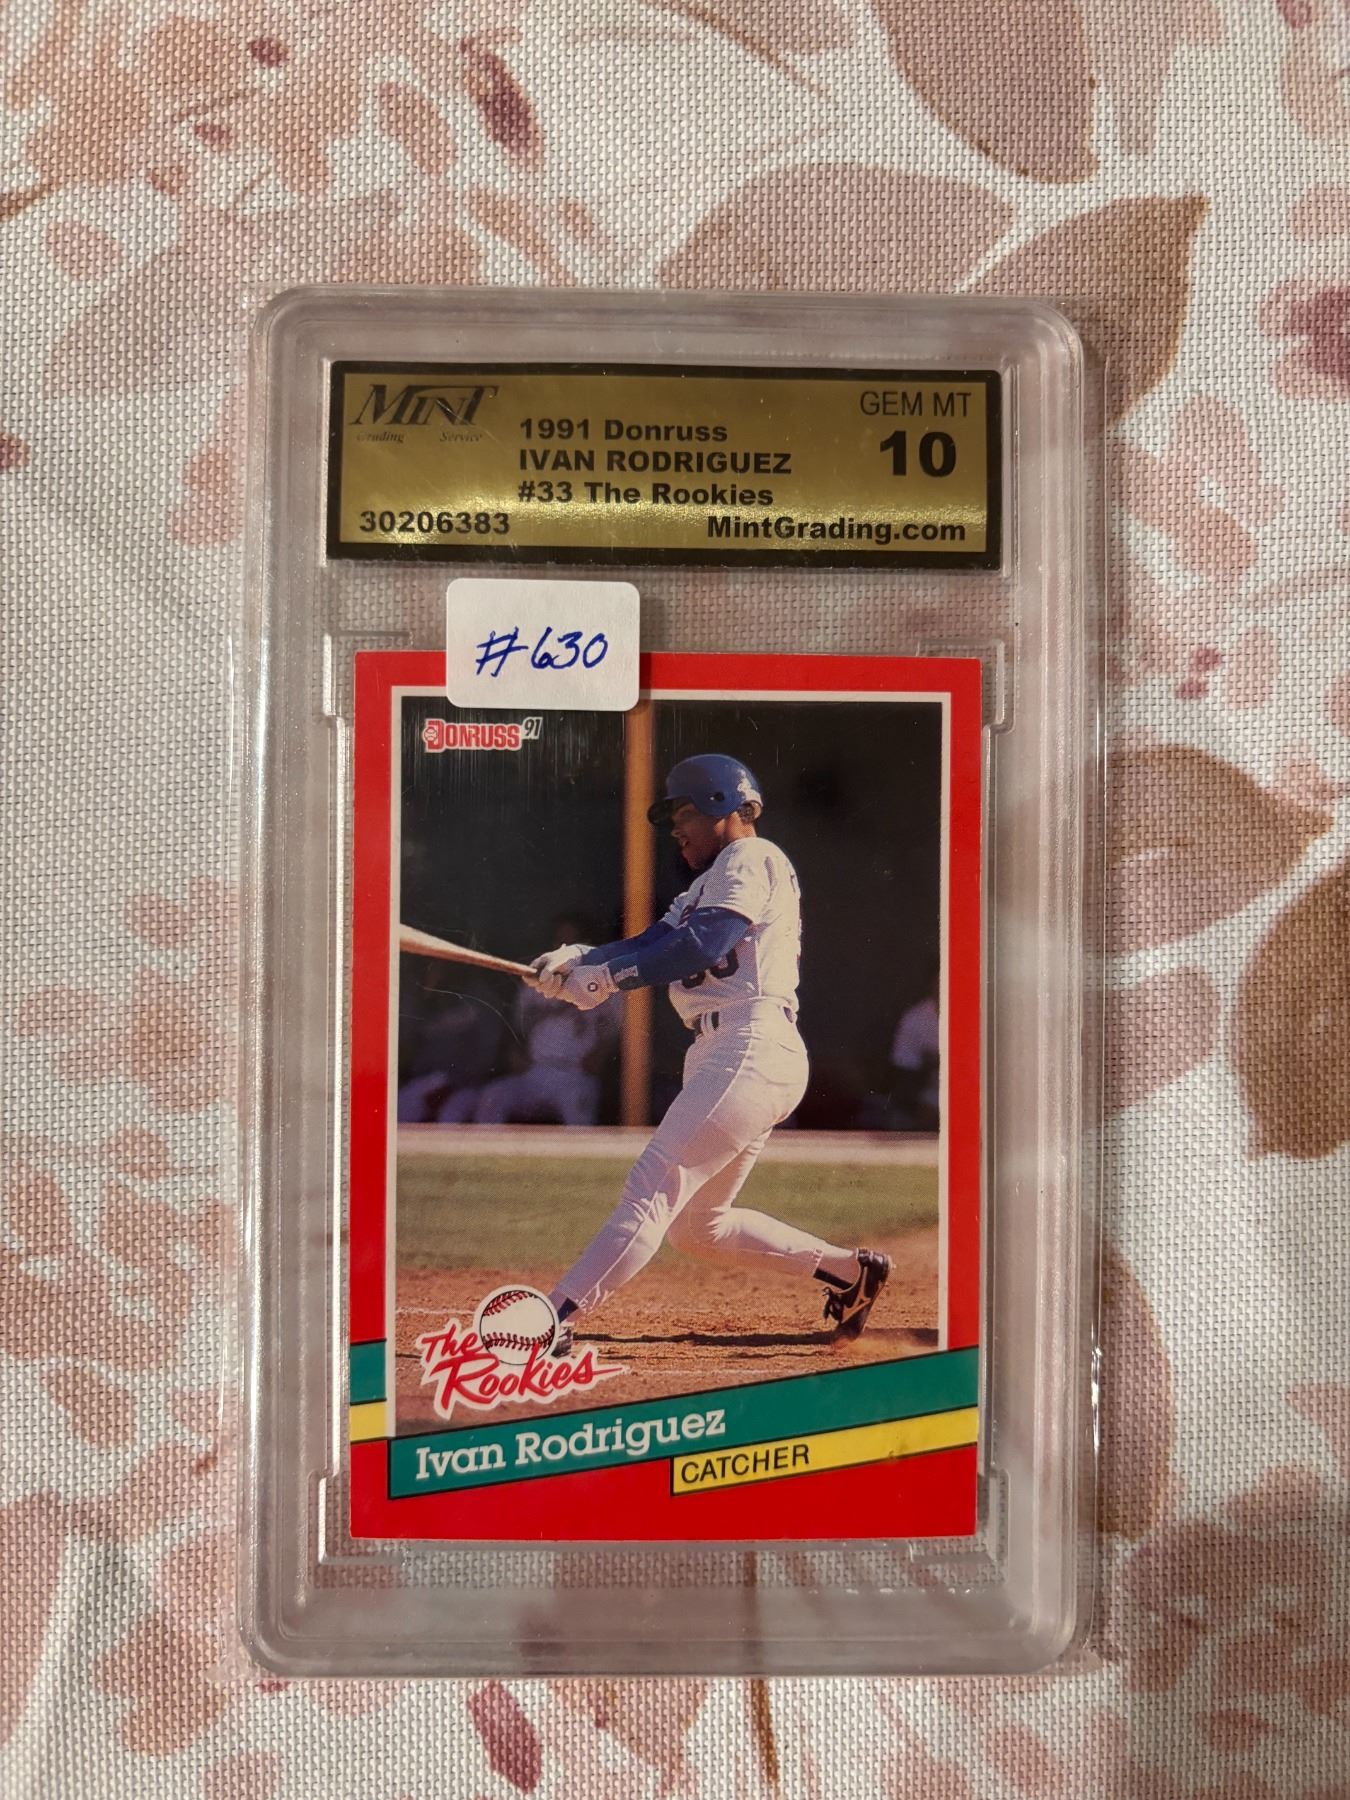 MINT
Grading Service
1991 Donruss
IVAN RODRIGUEZ
#33 The Rookies
GEM MT
10
30206383
MintGrading.com
#630
DONRUSS 91
The
Rookies
Ivan Rodriguez
CATCHER